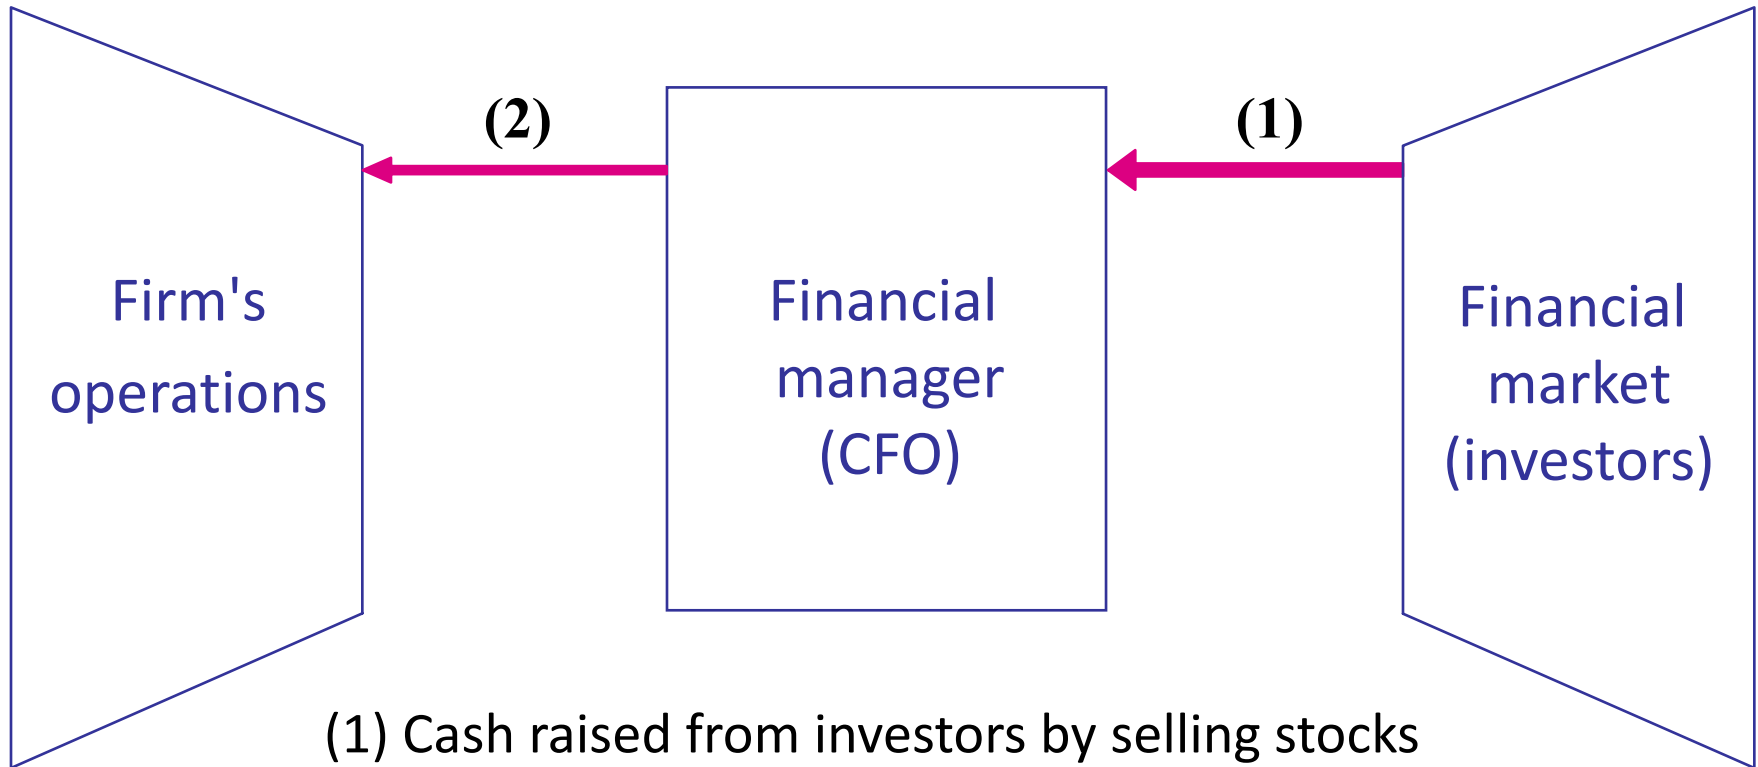 (2)
(1)
Firm's
operations
Financial
manager
(CFO)
Financial
market
(investors)
(1) Cash raised from investors by selling stocks